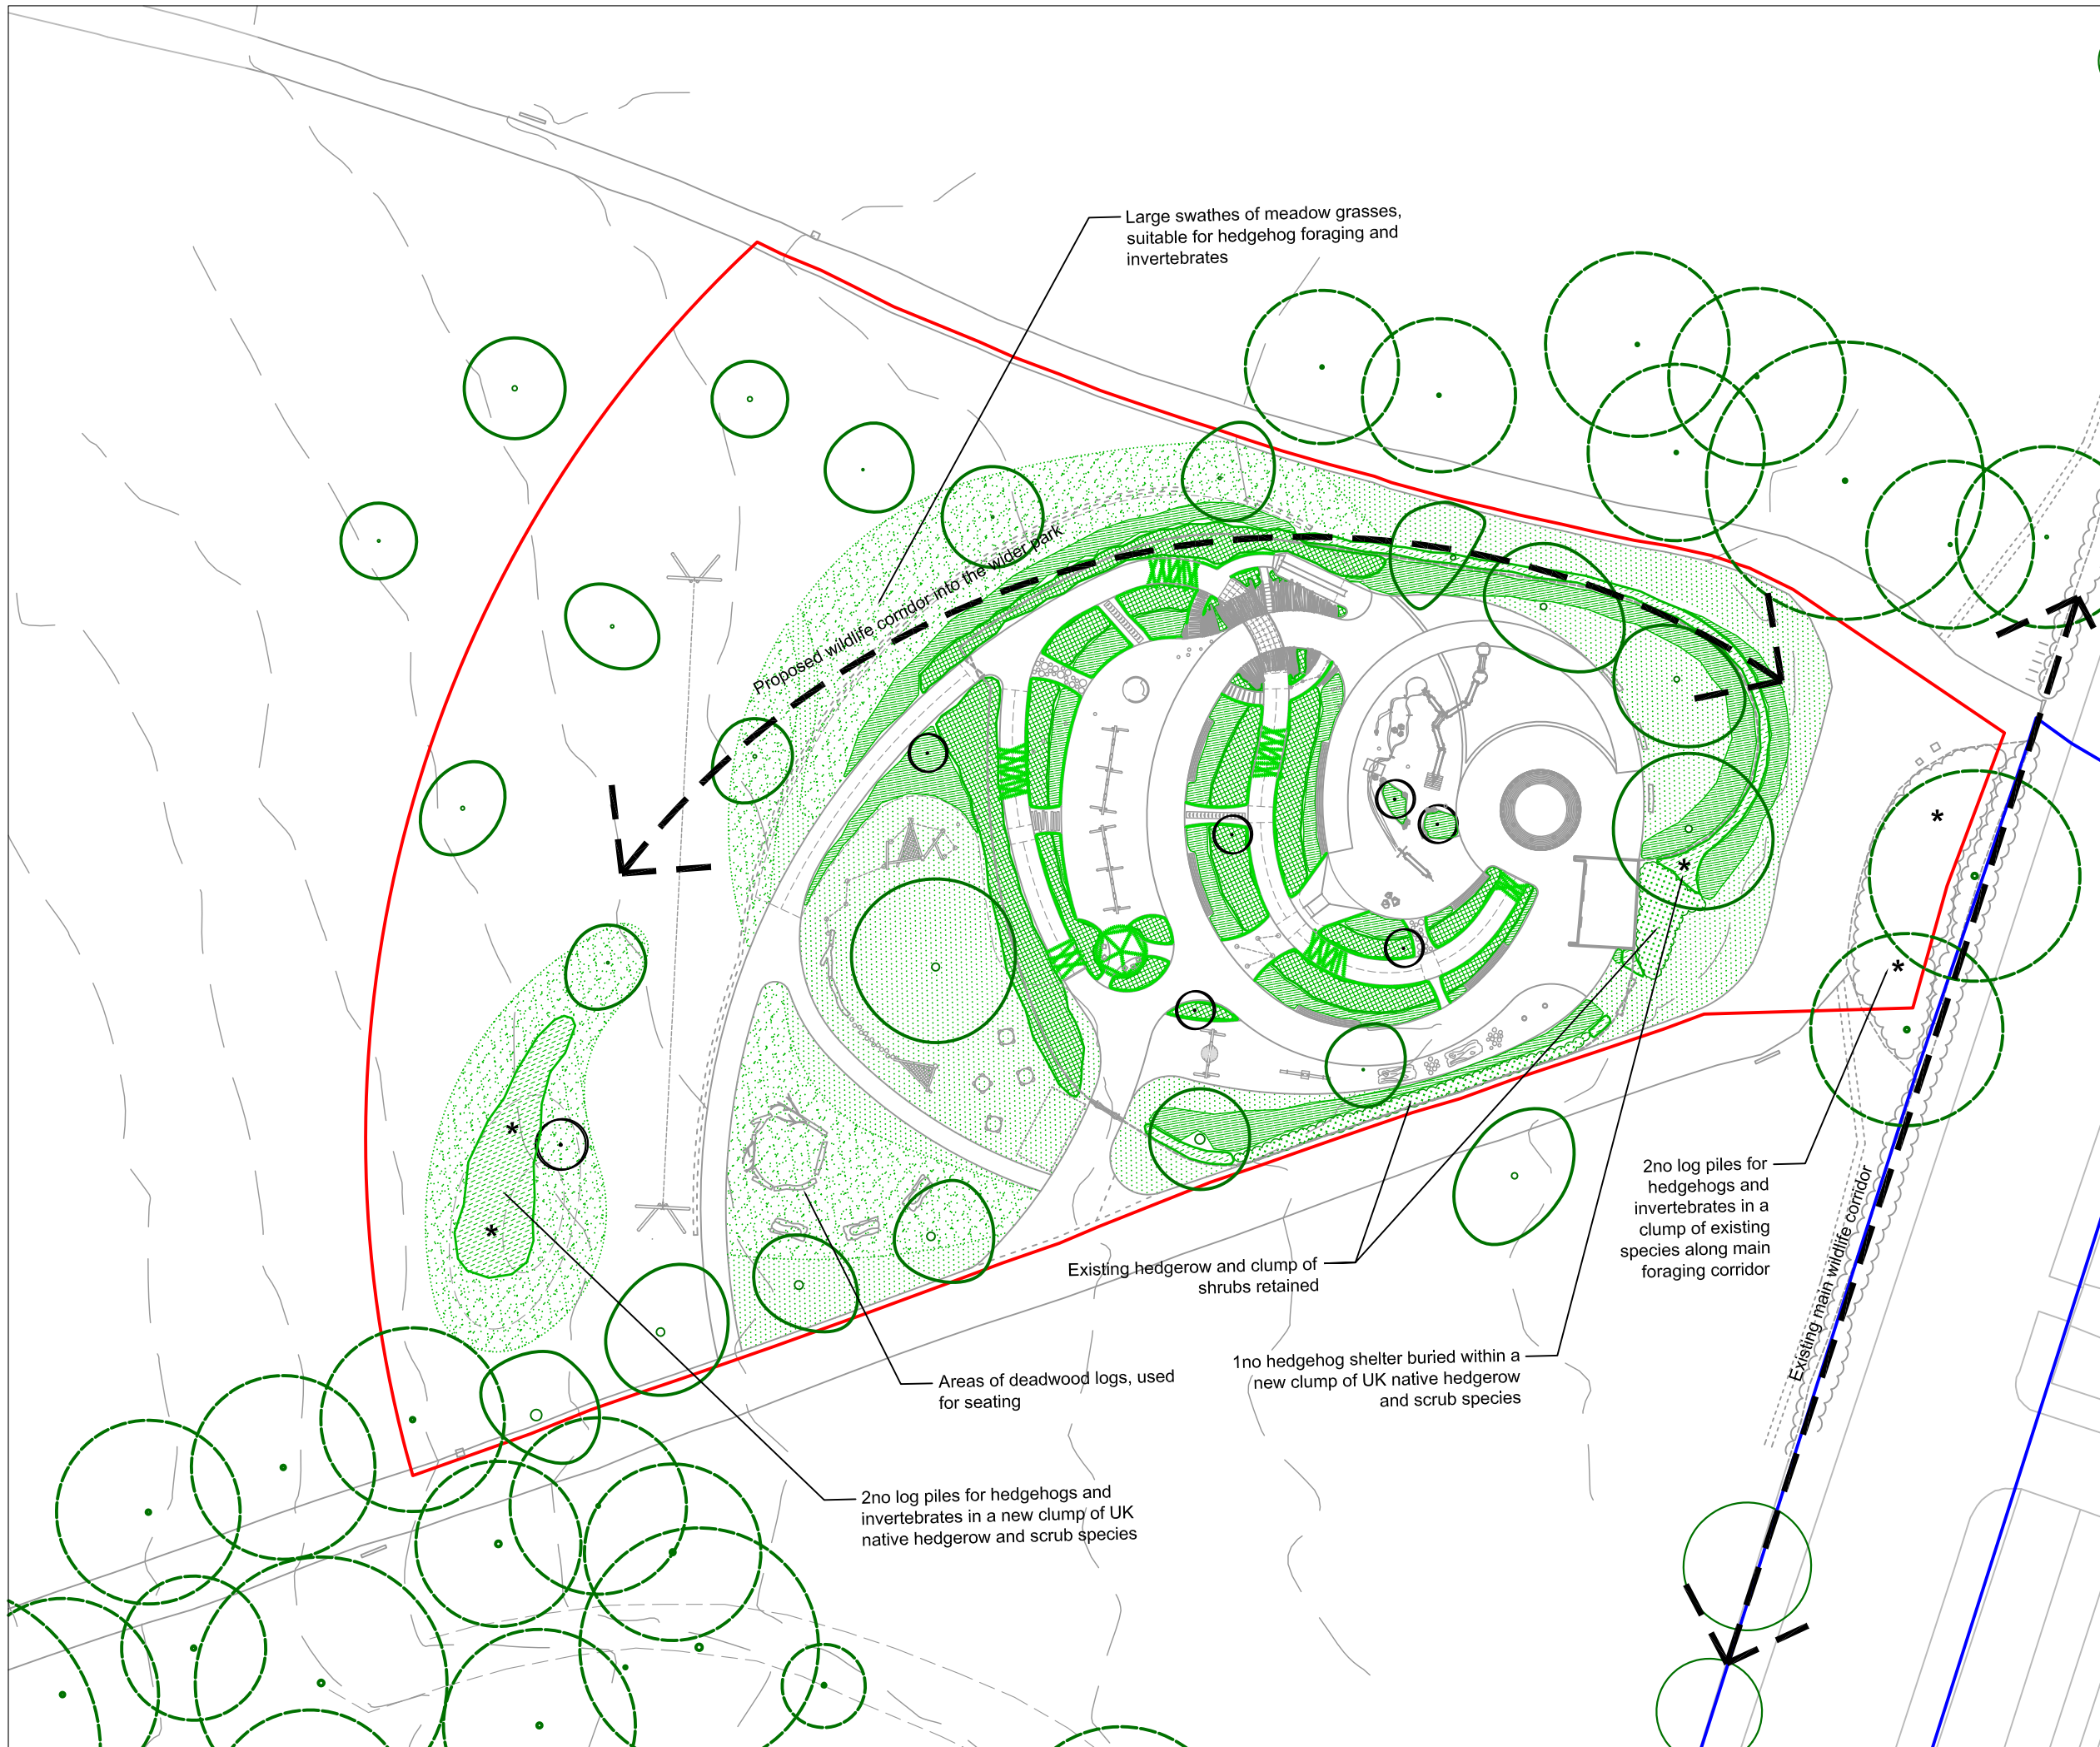 Large swathes of meadow grasses,
suitable for hedgehog foraging and
invertebrates
Proposed wildlife corridor into the wider park
2no log piles for
hedgehogs and
invertebrates in a
clump of existing
species along main
foraging corridor
Existing main wildlife corridor
Existing hedgerow and clump of
shrubs retained
1no hedgehog shelter buried within a
new clump of UK native hedgerow
and scrub species
Areas of deadwood logs, used
for seating
2no log piles for hedgehogs and
invertebrates in a new clump of UK
native hedgerow and scrub species